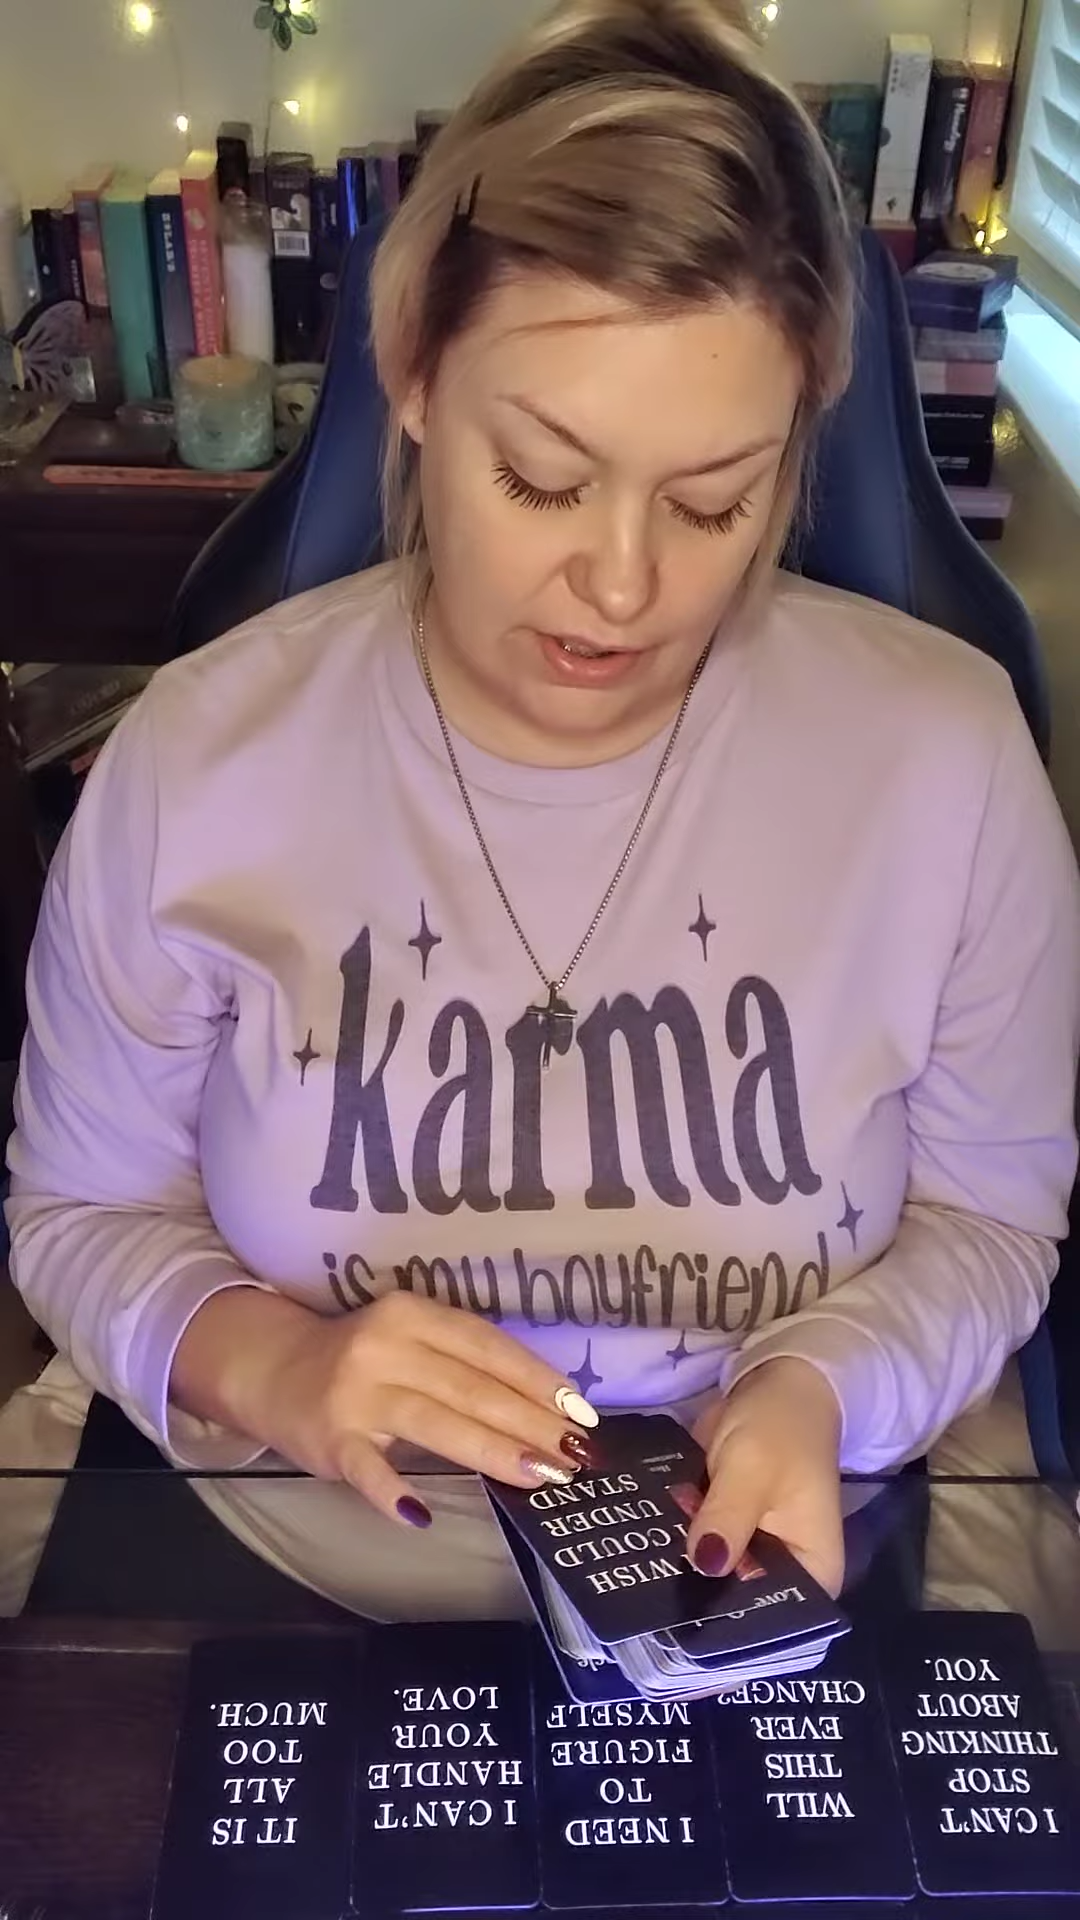 karma
is my boyfriend
I WISH
I COULD
UNDER
STAND
Love
IT IS
ALL
TOO
MUCH.
I CAN'T
HANDLE
YOUR
LOVE.
I NEED
TO
FIGURE
MYSELF
WILL
THIS
EVER
CHANGE?
I CAN'T
STOP
THINKING
ABOUT
YOU.